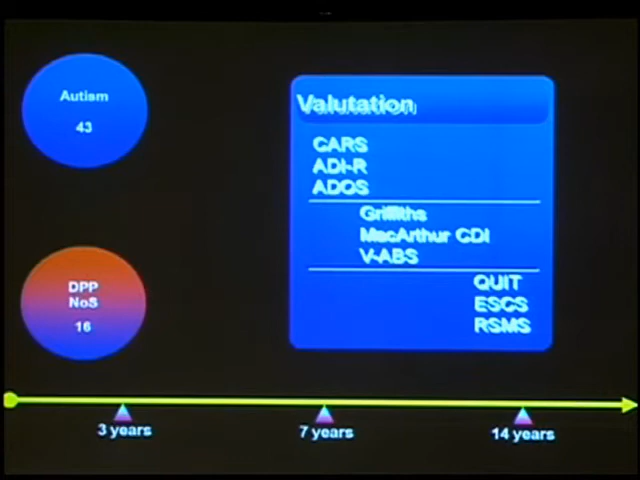 Autism
43
DPP
NoS
16
Valutation
CARS
ADI-R
ADOS
Griffiths
MacArthur CDI
V-ABS
QUIT
ESCS
RSMS
3 years
7 years
14 years